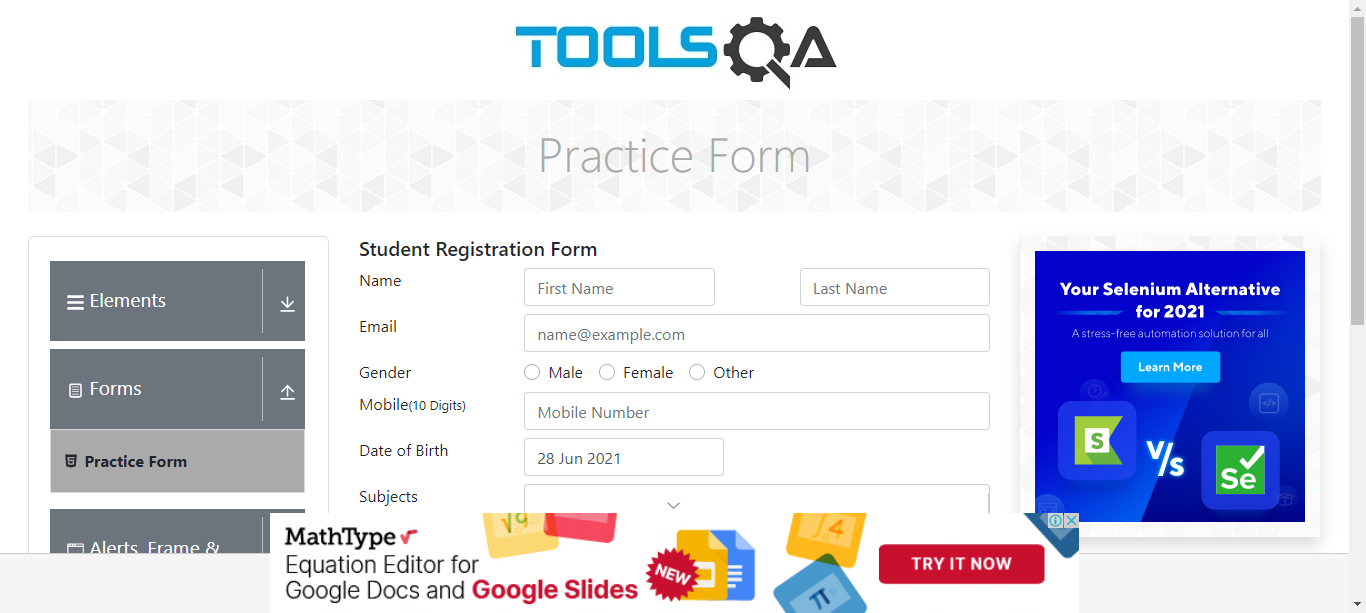 TOOLSQA
Practice Form
Elements
Forms
Practice Form
Alerts, Frame &
Student Registration Form
Name
First Name
Last Name
Email
name@example.com
Gender
Male
Female
Other
Mobile(10 Digits)
Mobile Number
Date of Birth
28 Jun 2021
Subjects
Your Selenium Alternative
for 2021
A stress-free automation solution for all
Learn More
S
V/s
Se
MathType
Equation Editor for
Google Docs and Google Slides
NEW
√9
π
TRY IT NOW